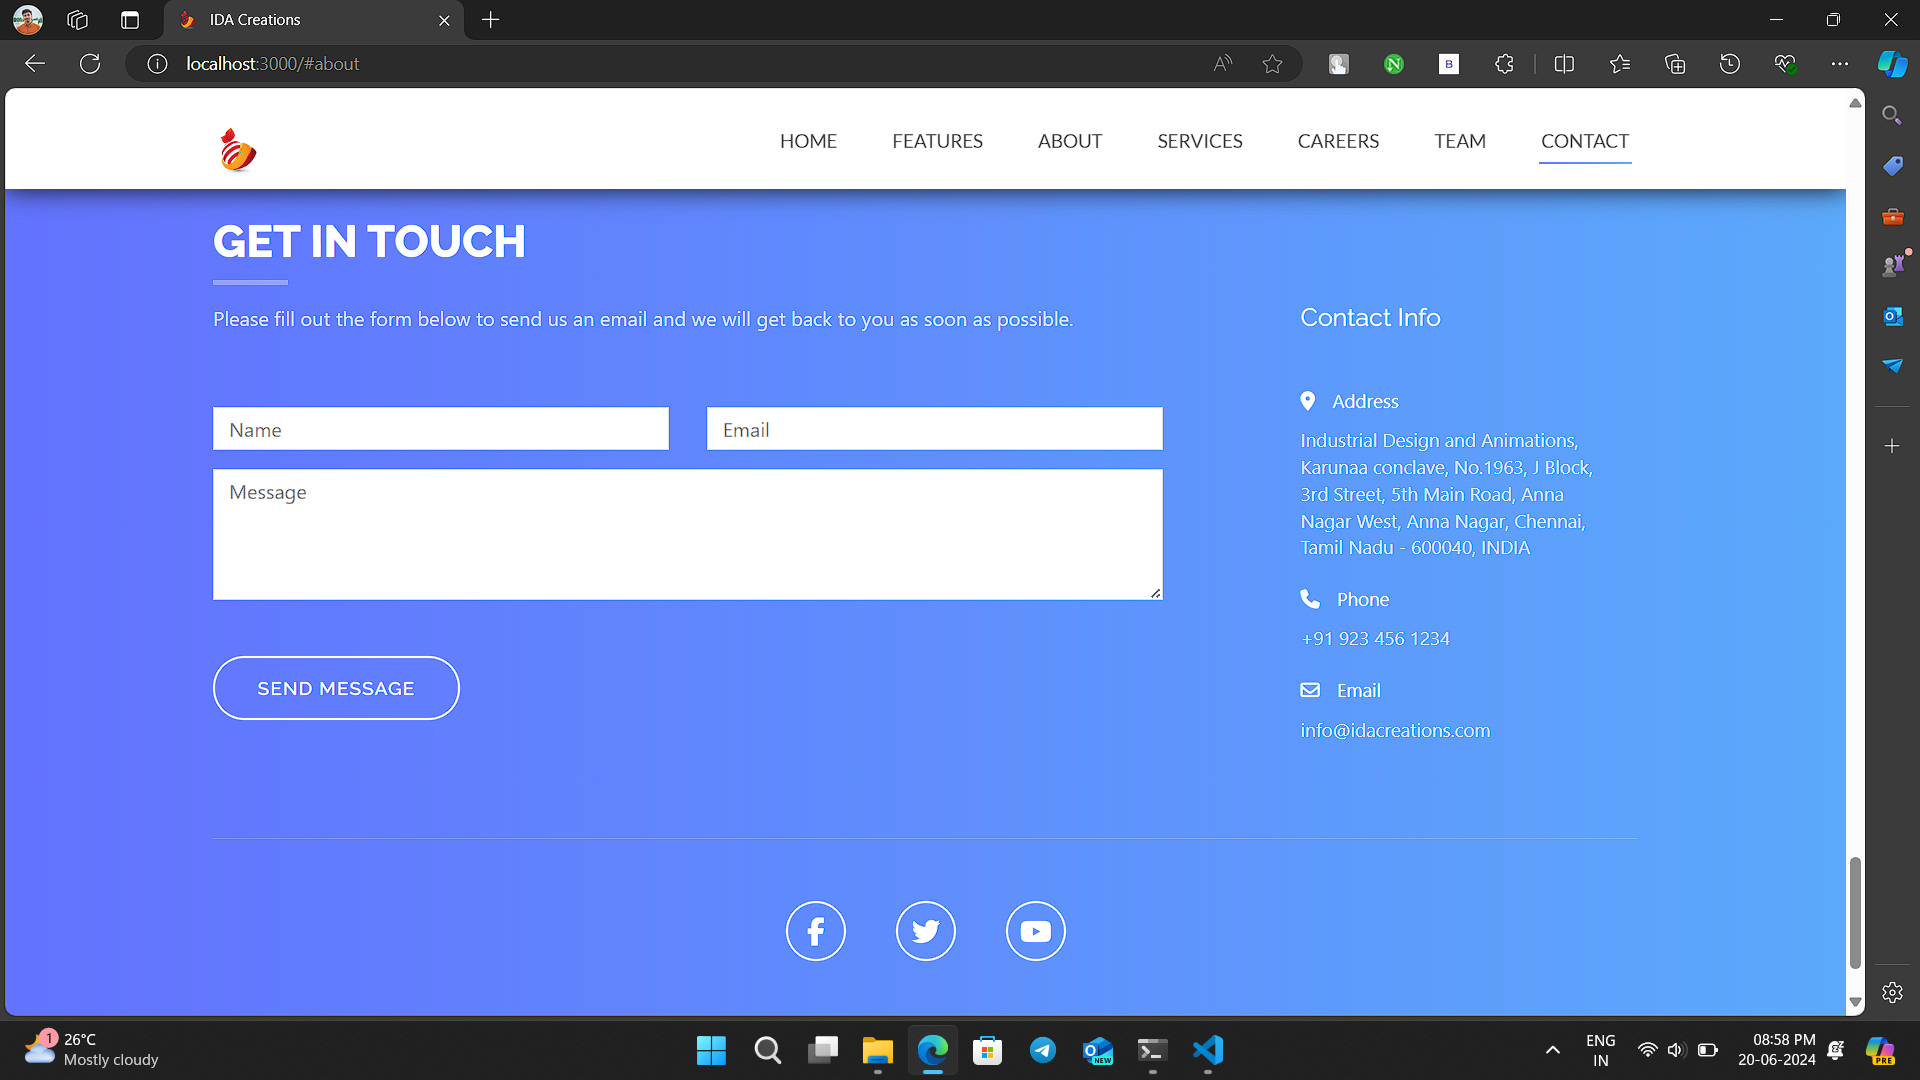 IDA Creations
localhost:3000/#about
HOME
FEATURES
ABOUT
SERVICES
CAREERS
TEAM
CONTACT
GET IN TOUCH
Please fill out the form below to send us an email and we will get back to you as soon as possible.
Name
Email
Message
SEND MESSAGE
Contact Info
Address
Industrial Design and Animations,
Karunaa conclave, No.1963, J Block,
3rd Street, 5th Main Road, Anna
Nagar West, Anna Nagar, Chennai,
Tamil Nadu - 600040, INDIA
Phone
+91 923 456 1234
Email
info@idacreations.com
1
26°C
Mostly cloudy
NEW
ENG
IN
08:58 PM
20-06-2024
PRE